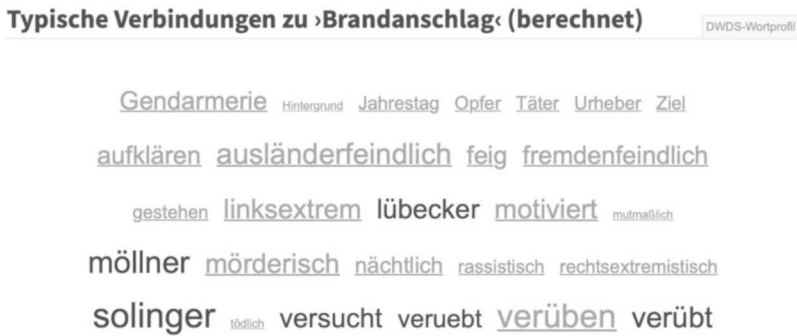 Typische Verbindungen zu ›Brandanschlag‹ (berechnet)
DWDS-Wortprofil
Gendarmerie Hintergrund Jahrestag Opfer Täter Urheber Ziel
aufklären ausländerfeindlich feig fremdenfeindlich
gestehen linksextrem lübecker motiviert mutmaßlich
möllner mörderisch nächtlich rassistisch rechtsextremistisch
solinger tödlich versucht veruebt verüben verübt